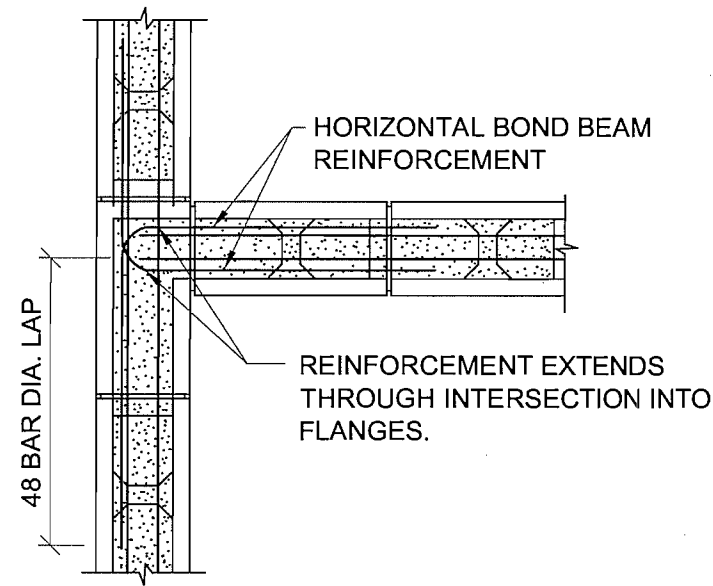 HORIZONTAL BOND BEAM
REINFORCEMENT
REINFORCEMENT EXTENDS
THROUGH INTERSECTION INTO
FLANGES.
48 BAR DIA. LAP